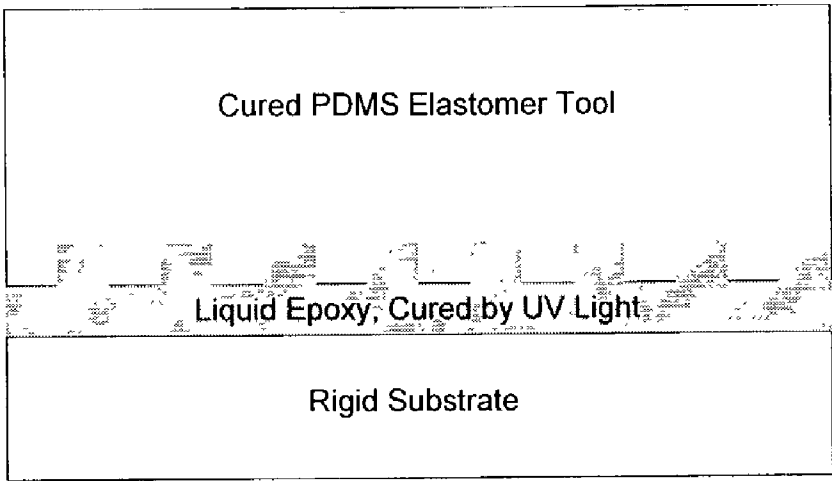 Cured PDMS Elastomer Tool
Liquid Epoxy, Cured by UV Light
Rigid Substrate